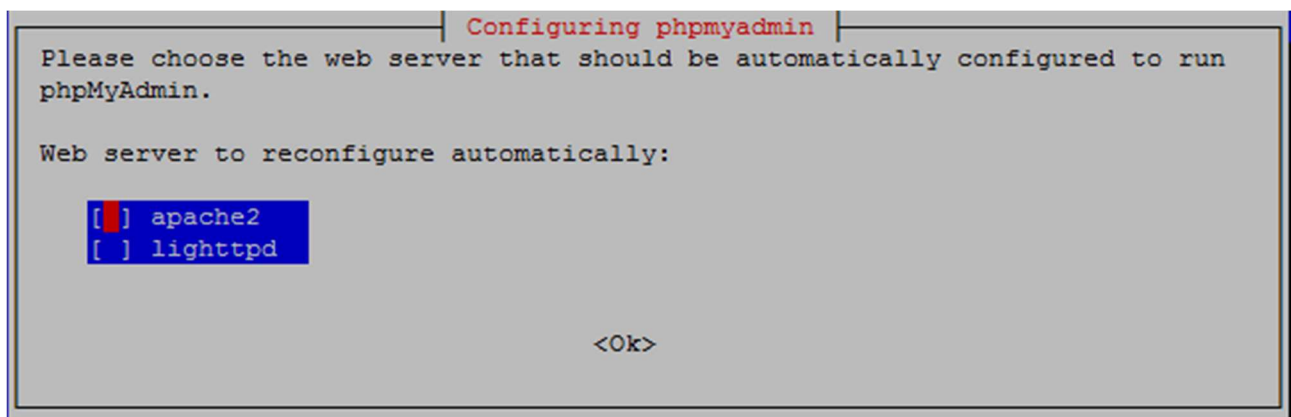 Configuring phpmyadmin
Please choose the web server that should be automatically configured to run
phpMyAdmin.
Web server to reconfigure automatically:
[ ] apache2
[ ] lighttpd
<Ok>